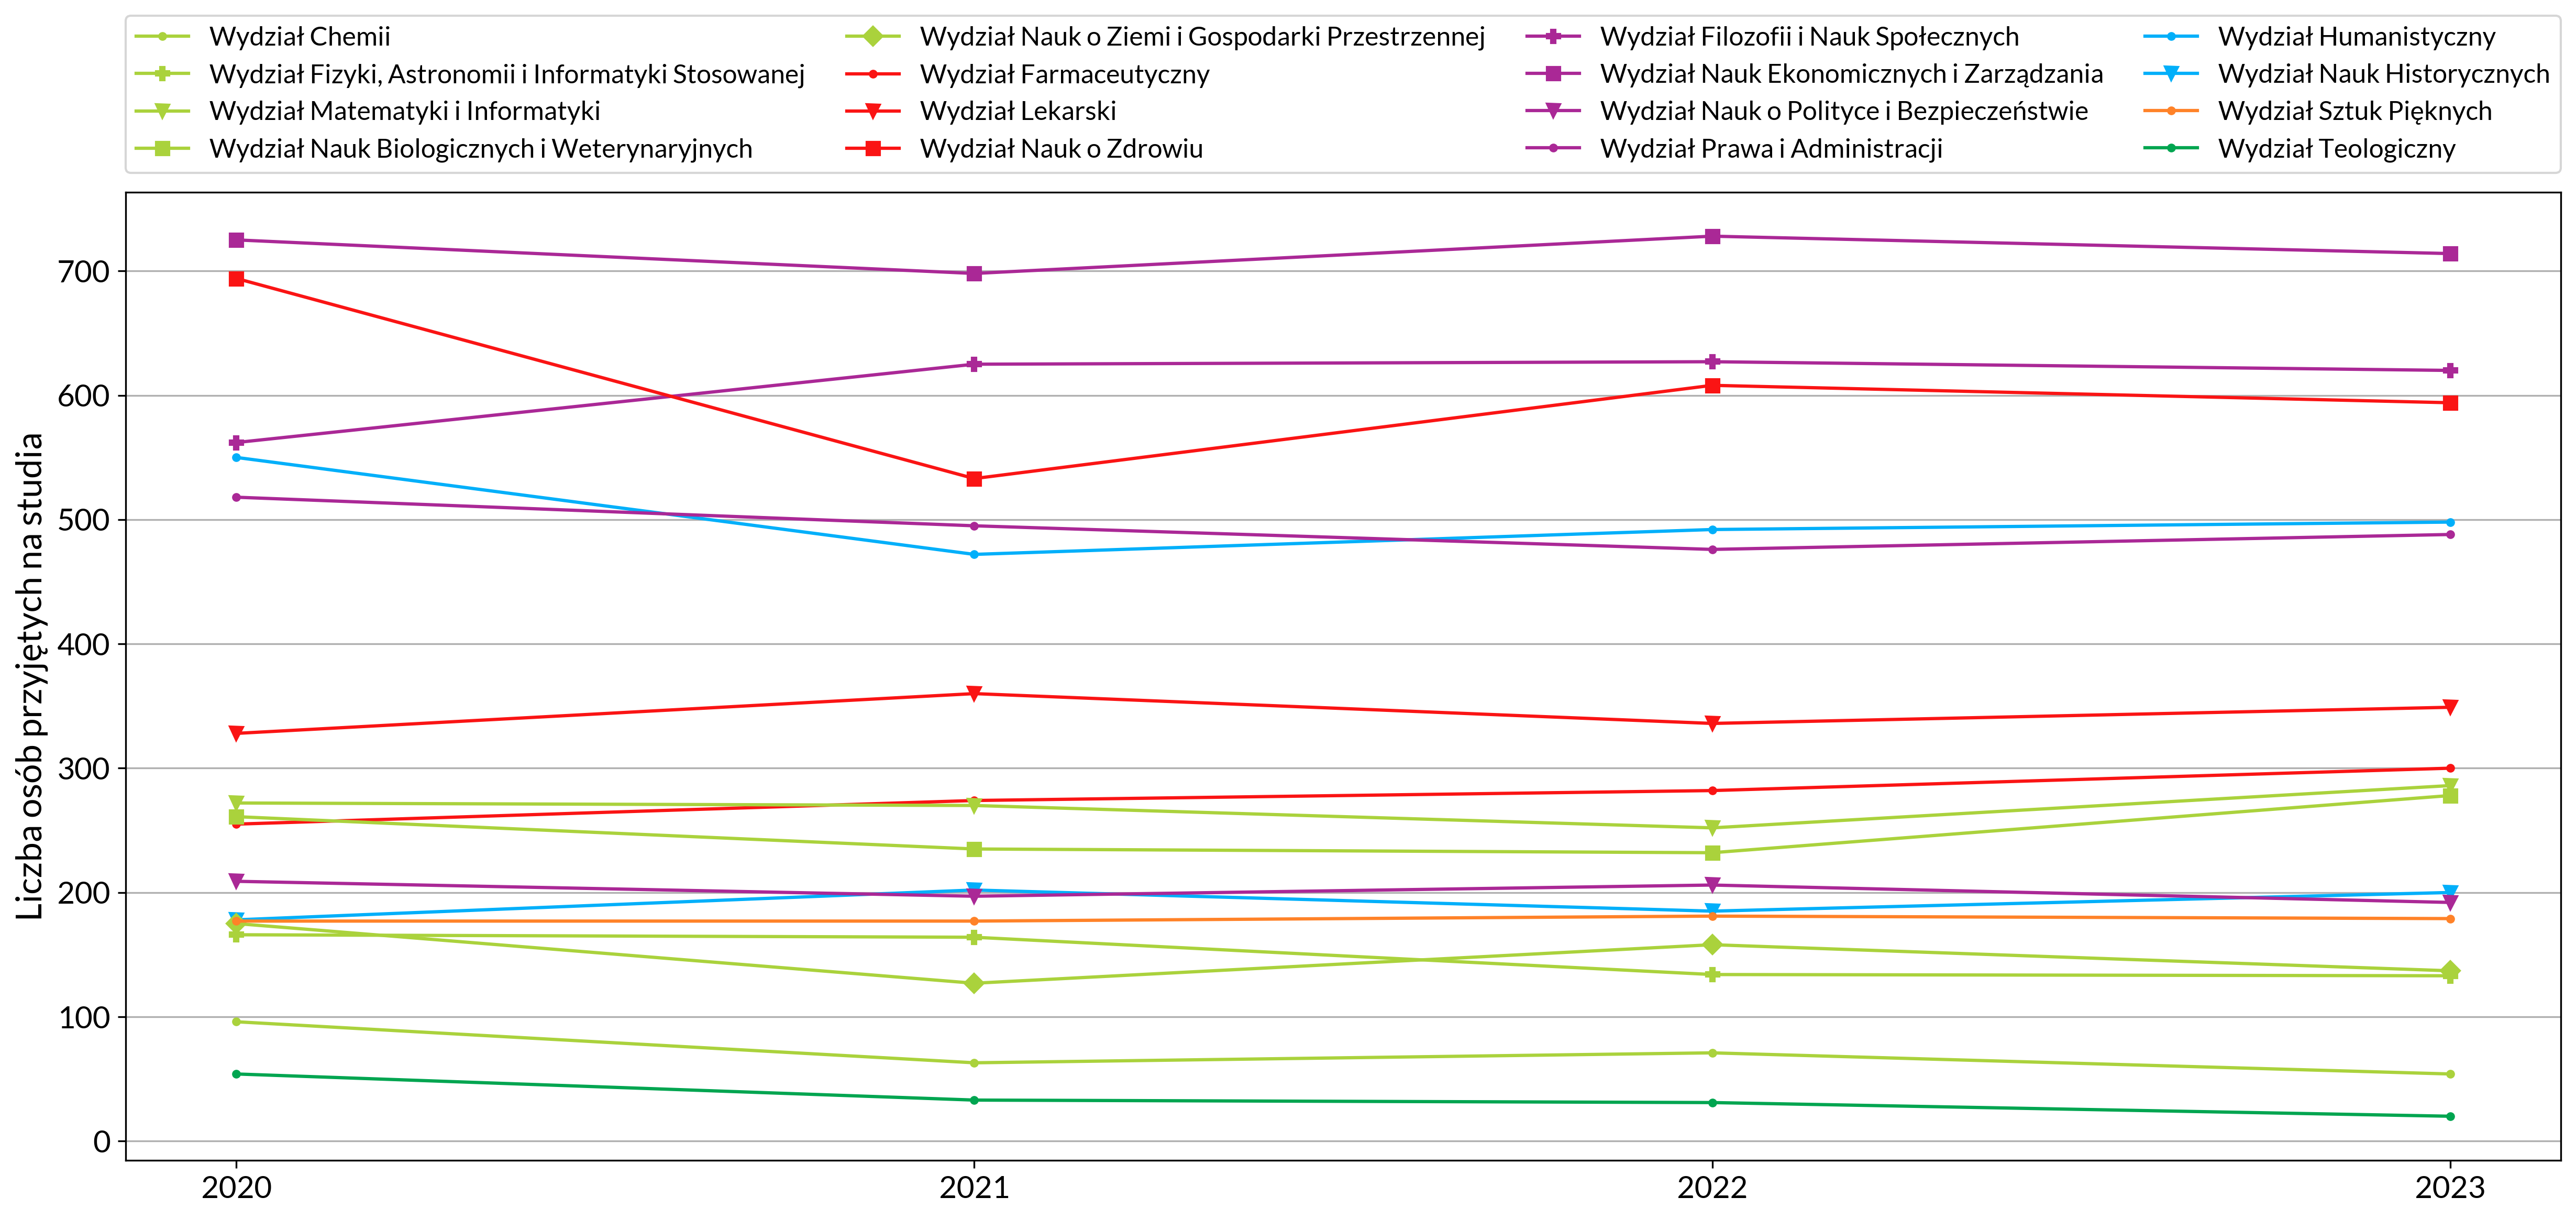 Wydział Chemii
Wydział Fizyki, Astronomii i Informatyki Stosowanej
Wydział Matematyki i Informatyki
Wydział Nauk Biologicznych i Weterynaryjnych
Wydział Nauk o Ziemi i Gospodarki Przestrzennej
Wydział Farmaceutyczny
Wydział Lekarski
Wydział Nauk o Zdrowiu
Wydział Filozofii i Nauk Społecznych
Wydział Nauk Ekonomicznych i Zarządzania
Wydział Nauk o Polityce i Bezpieczeństwie
Wydział Prawa i Administracji
Wydział Humanistyczny
Wydział Nauk Historycznych
Wydział Sztuk Pięknych
Wydział Teologiczny
Liczba osób przyjętych na studia
700
600
500
400
300
200
100
0
2020 2021 2022 2023